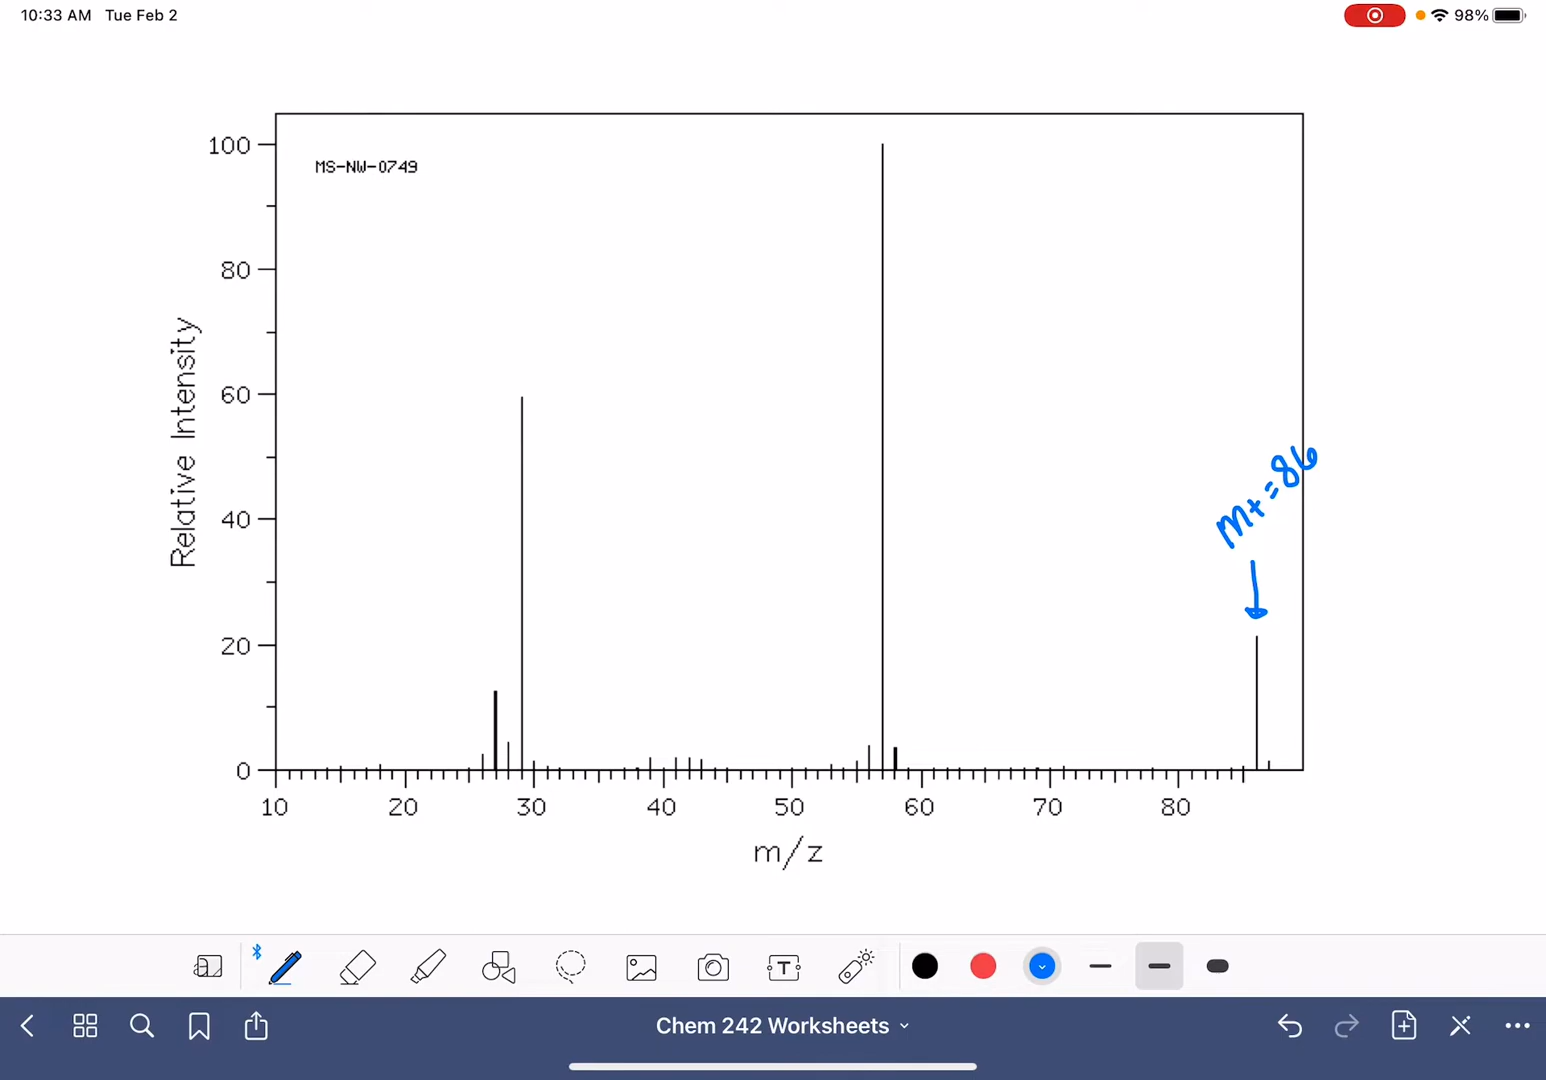 10:33 AM Tue Feb 2
98%
100
MS-NW-0749
80
60
40
20
0
Relative Intensity
M+=86
10 20 30 40 50 60 70 80
m/z
T
Chem 242 Worksheets